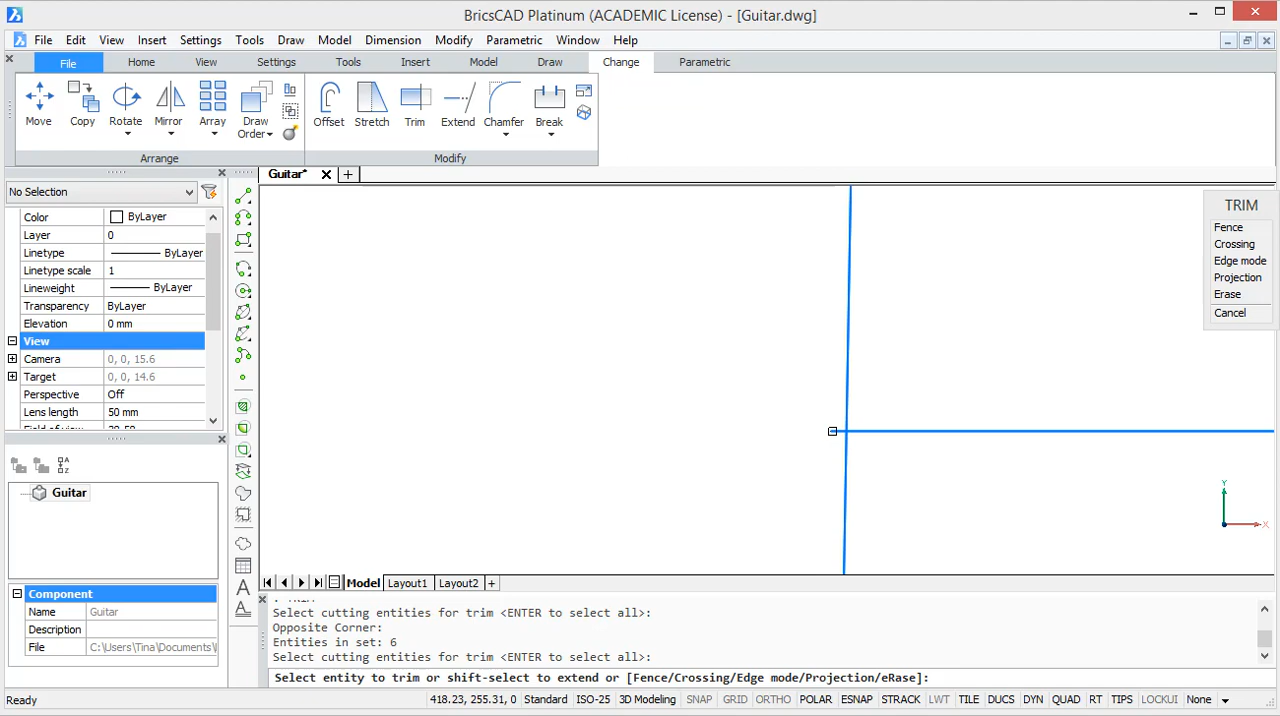 BricsCAD Platinum (ACADEMIC License) - [Guitar.dwg]
File Edit View Insert Settings Tools Draw Model Dimension Modify Parametric Window Help
File Home View Settings Tools Insert Model Draw Change Parametric
Move Copy Rotate Mirror Array Draw Order Offset Stretch Trim Extend Chamfer Break
Arrange Modify
Guitar*
No Selection
Color ByLayer
Layer 0
Linetype ByLayer
Linetype scale 1
Lineweight ByLayer
Transparency ByLayer
Elevation 0 mm
View
Camera 0, 0, 15.6
Target 0, 0, 14.6
Perspective Off
Lens length 50 mm
TRIM
Fence
Crossing
Edge mode
Projection
Erase
Cancel
Guitar
Y
X
Model Layout1 Layout2 +
Component
Name Guitar
Description
File C:\Users\Tina\Documents\
Select cutting entities for trim <ENTER to select all>:
Opposite Corner:
Entities in set: 6
Select cutting entities for trim <ENTER to select all>:
Select entity to trim or shift-select to extend or [Fence/Crossing/Edge mode/Projection/eRase]:
Ready 418.23, 255.31, 0 Standard ISO-25 3D Modeling SNAP GRID ORTHO POLAR ESNAP STRACK LWT TILE DUCS DYN QUAD RT TIPS LOCKUI None